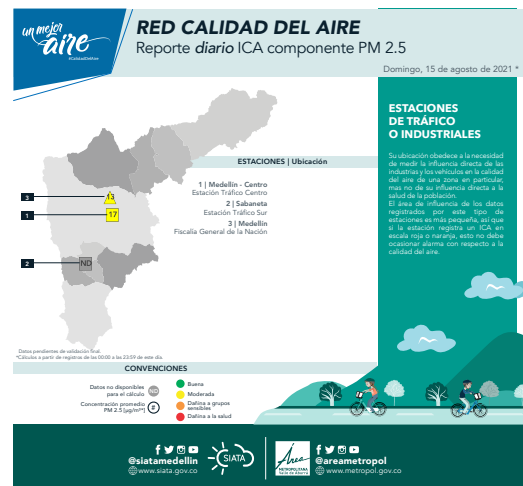 un mejor
aire
#CalidadDelAire
RED CALIDAD DEL AIRE
Reporte diario ICA componente PM 2.5
Domingo, 15 de agosto de 2021 *
ESTACIONES
DE TRÁFICO
O INDUSTRIALES
Su ubicación obedece a la necesidad
de medir la influencia directa de las
industrias y los vehículos en la calidad
del aire de una zona en particular,
mas no de su influencia directa a la
salud de la población.
El área de influencia de los datos
registrados por este tipo de
estaciones es más pequeña, así que
si la estación registra un ICA en
escala roja o naranja, esto no debe
ocasionar alarma con respecto a la
calidad del aire.
ESTACIONES | Ubicación
1 | Medellín - Centro
Estación Tráfico Centro
2 | Sabaneta
Estación Tráfico Sur
3 | Medellín
Fiscalía General de la Nación
3
13
1
17
2
ND
Datos pendientes de validación final.
*Cálculos a partir de registros de las 00:00 a las 23:59 de este día.
CONVENCIONES
Datos no disponibles
para el cálculo
ND
Concentración promedio
PM 2.5 [µg/m³*]
#
Buena
Moderada
Dañina a grupos
sensibles
Dañina a la salud
@siatamedellin
www.siata.gov.co
SIATA
Área
METROPOLITANA
Valle de Aburrá
@areametropol
www.metropol.gov.co